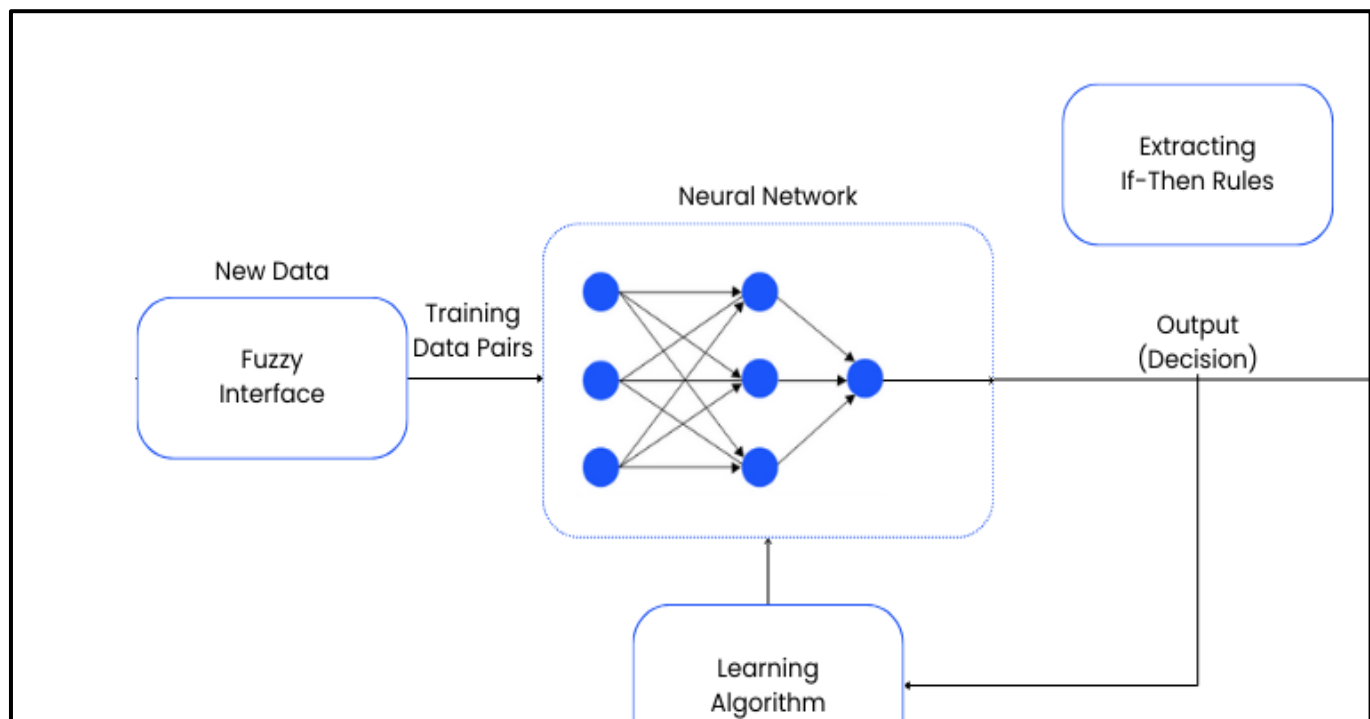 Extracting
If-Then Rules
Neural Network
New Data
Fuzzy
Interface
Training
Data Pairs
Output
(Decision)
Learning
Algorithm